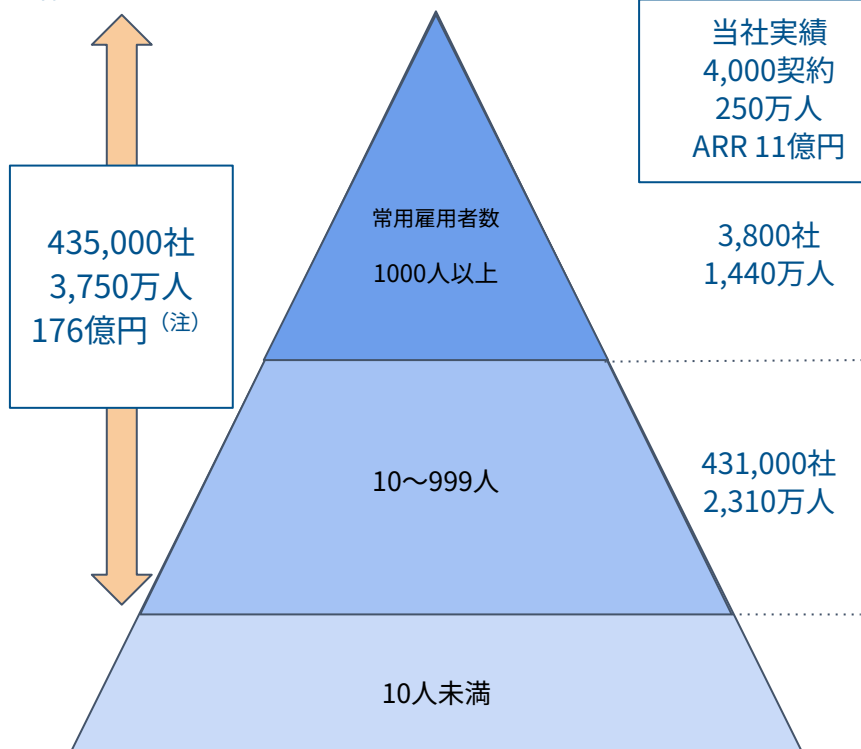 当社実績
4,000契約
250万人
ARR 11億円
常用雇用者数
1000人以上
3,800社
1,440万人
435,000社
3,750万人
176億円（注）
10～999人
431,000社
2,310万人
10人未満